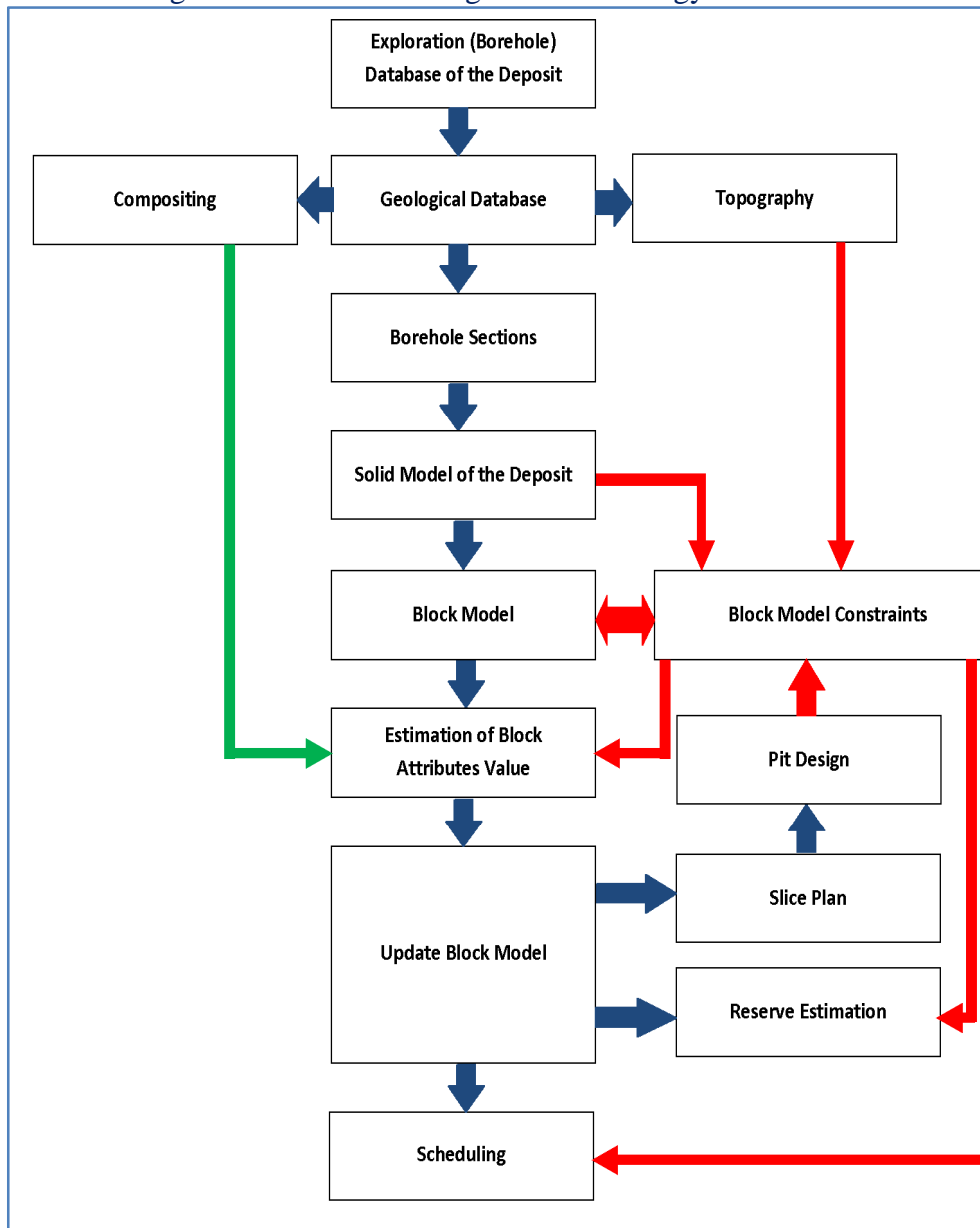 Exploration (Borehole)
Database of the Deposit
Compositing
Geological Database
Topography
Borehole Sections
Solid Model of the Deposit
Block Model
Block Model Constraints
Estimation of Block
Attributes Value
Pit Design
Slice Plan
Update Block Model
Reserve Estimation
Scheduling